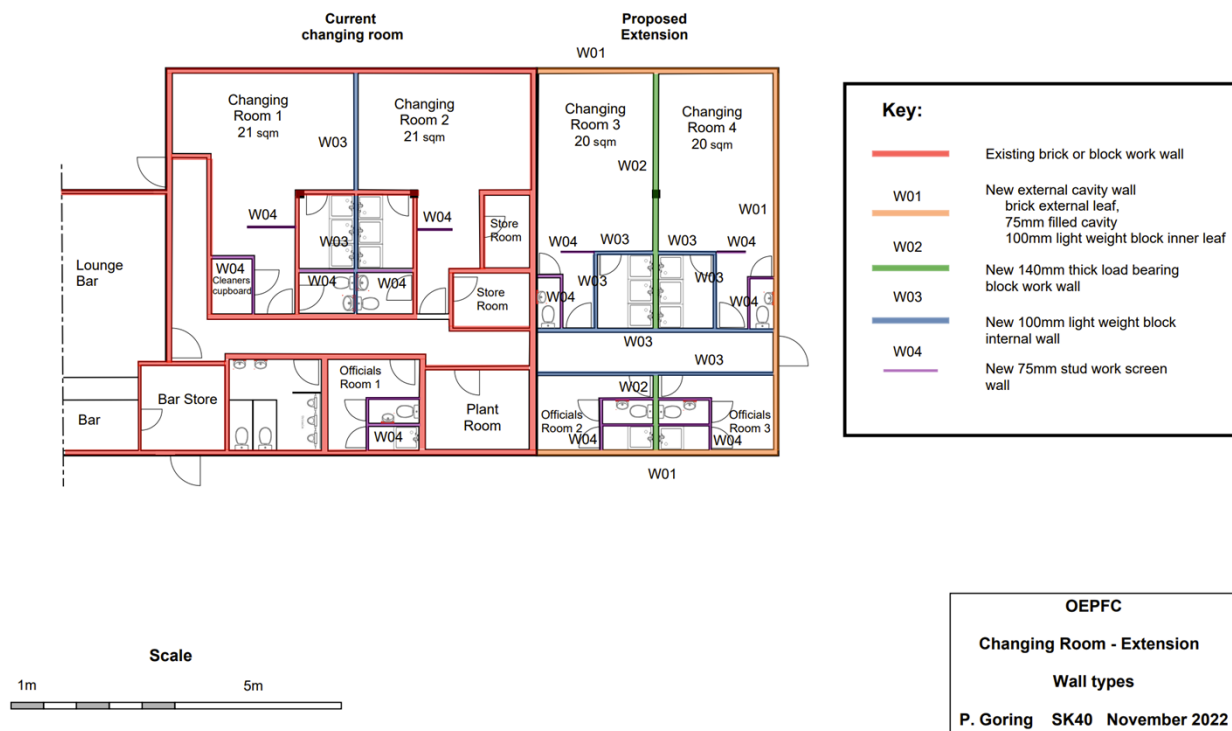 Current
changing room
Proposed
Extension
W01
Changing
Room 1
21 sqm
Changing
Room 2
21 sqm
W03
Changing
Room 3
20 sqm
Changing
Room 4
20 sqm
W02
W01
W04
W04
W03
Store
Room
W04
W03
W03
W04
Lounge
Bar
W04
Cleaners
cupboard
W04
W04
Store
Room
W04
W03
W03
W04
W03
W03
Officials
Room 1
Bar Store
Bar
W04
Plant
Room
W02
Officials
Room 2
W04
Officials
Room 3
W04
W01
Key:
Existing brick or block work wall
W01
New external cavity wall
brick external leaf,
75mm filled cavity
100mm light weight block inner leaf
W02
New 140mm thick load bearing
block work wall
W03
New 100mm light weight block
internal wall
W04
New 75mm stud work screen
wall
Scale
1m
5m
OEPFC
Changing Room - Extension
Wall types
P. Goring SK40 November 2022